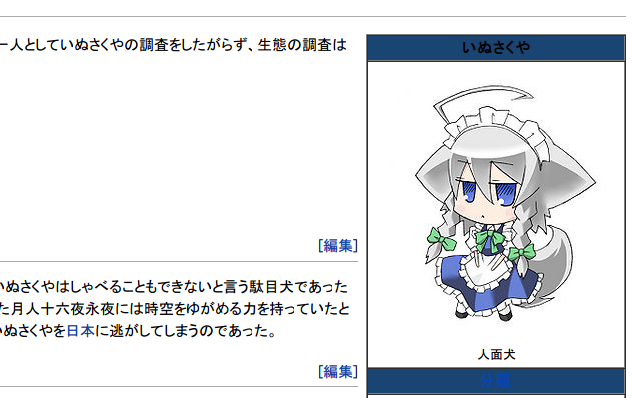 一人としていぬさくやの調査をしたがらず、生態の調査は
[編集]
いぬさくやはしゃべることもできないと言う駄目犬であった
た月人十六夜永夜には時空をゆがめる力を持っていたと
いぬさくやを日本に逃がしてしまうのであった。
[編集]
いぬさくや
人面犬
分類